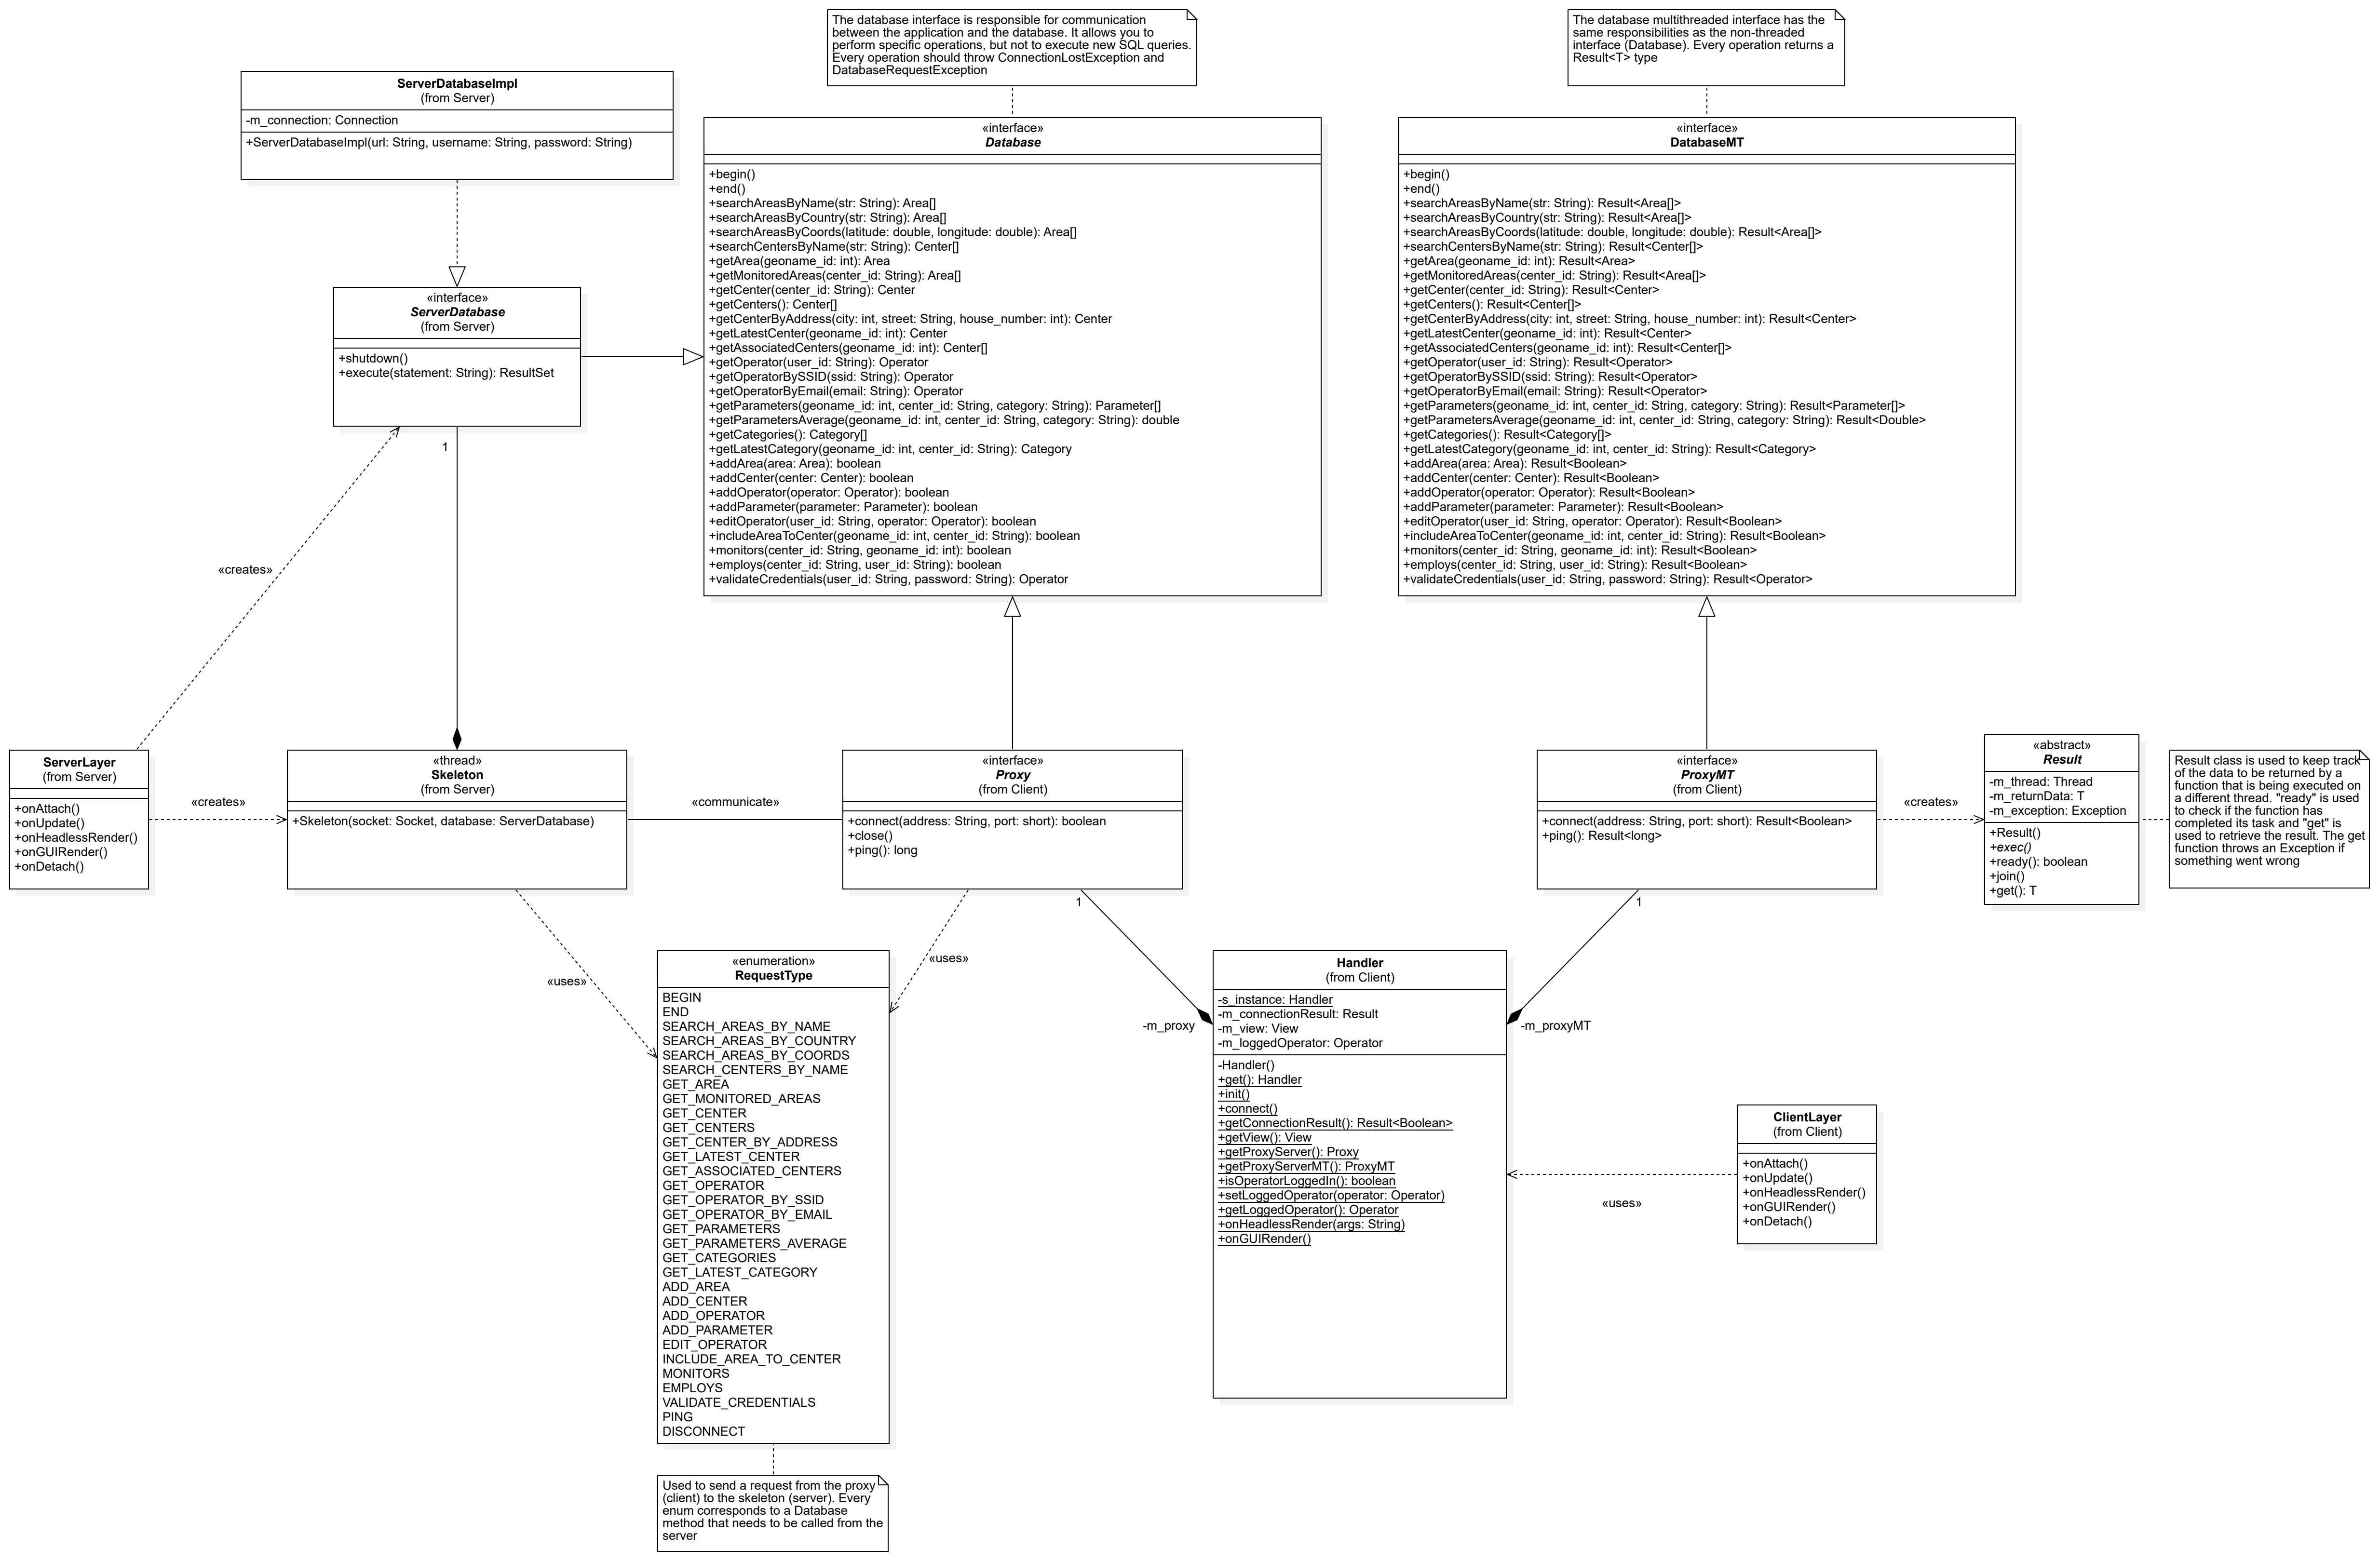 The database interface is responsible for communication
between the application and the database. It allows you to
perform specific operations, but not to execute new SQL queries.
Every operation should throw ConnectionLostException and
DatabaseRequestException
The database multithreaded interface has the
same responsibilities as the non-threaded
interface (Database). Every operation returns a
Result<T> type
ServerDatabaseImpl
(from Server)
-m_connection: Connection
+ServerDatabaseImpl(url: String, username: String, password: String)
«interface»
ServerDatabase
(from Server)
+shutdown()
+execute(statement: String): ResultSet
1
«creates»
«interface»
Database
+begin()
+end()
+searchAreasByName(str: String): Area[]
+searchAreasByCountry(str: String): Area[]
+searchAreasByCoords(latitude: double, longitude: double): Area[]
+searchCentersByName(str: String): Center[]
+getArea(geoname_id: int): Area
+getMonitoredAreas(center_id: String): Area[]
+getCenter(center_id: String): Center
+getCenters(): Center[]
+getCenterByAddress(city: int, street: String, house_number: int): Center
+getLatestCenter(geoname_id: int): Center
+getAssociatedCenters(geoname_id: int): Center[]
+getOperator(user_id: String): Operator
+getOperatorBySSID(ssid: String): Operator
+getOperatorByEmail(email: String): Operator
+getParameters(geoname_id: int, center_id: String, category: String): Parameter[]
+getParametersAverage(geoname_id: int, center_id: String, category: String): double
+getCategories(): Category[]
+getLatestCategory(geoname_id: int, center_id: String): Category
+addArea(area: Area): boolean
+addCenter(center: Center): boolean
+addOperator(operator: Operator): boolean
+addParameter(parameter: Parameter): boolean
+editOperator(user_id: String, operator: Operator): boolean
+includeAreaToCenter(geoname_id: int, center_id: String): boolean
+monitors(center_id: String, geoname_id: int): boolean
+employs(center_id: String, user_id: String): boolean
+validateCredentials(user_id: String, password: String): Operator
«interface»
DatabaseMT
+begin()
+end()
+searchAreasByName(str: String): Result<Area[]>
+searchAreasByCountry(str: String): Result<Area[]>
+searchAreasByCoords(latitude: double, longitude: double): Result<Area[]>
+searchCentersByName(str: String): Result<Center[]>
+getArea(geoname_id: int): Result<Area>
+getMonitoredAreas(center_id: String): Result<Area[]>
+getCenter(center_id: String): Result<Center>
+getCenters(): Result<Center[]>
+getCenterByAddress(city: int, street: String, house_number: int): Result<Center>
+getLatestCenter(geoname_id: int): Result<Center>
+getAssociatedCenters(geoname_id: int): Result<Center[]>
+getOperator(user_id: String): Result<Operator>
+getOperatorBySSID(ssid: String): Result<Operator>
+getOperatorByEmail(email: String): Result<Operator>
+getParameters(geoname_id: int, center_id: String, category: String): Result<Parameter[]>
+getParametersAverage(geoname_id: int, center_id: String, category: String): Result<Double>
+getCategories(): Result<Category[]>
+getLatestCategory(geoname_id: int, center_id: String): Result<Category>
+addArea(area: Area): Result<Boolean>
+addCenter(center: Center): Result<Boolean>
+addOperator(operator: Operator): Result<Boolean>
+addParameter(parameter: Parameter): Result<Boolean>
+editOperator(user_id: String, operator: Operator): Result<Boolean>
+includeAreaToCenter(geoname_id: int, center_id: String): Result<Boolean>
+monitors(center_id: String, geoname_id: int): Result<Boolean>
+employs(center_id: String, user_id: String): Result<Boolean>
+validateCredentials(user_id: String, password: String): Result<Operator>
ServerLayer
(from Server)
+onAttach()
+onUpdate()
+onHeadlessRender()
+onGUIRender()
+onDetach()
«creates»
«thread»
Skeleton
(from Server)
+Skeleton(socket: Socket, database: ServerDatabase)
«communicate»
«interface»
Proxy
(from Client)
+connect(address: String, port: short): boolean
+close()
+ping(): long
«interface»
ProxyMT
(from Client)
+connect(address: String, port: short): Result<Boolean>
+ping(): Result<long>
«creates»
«abstract»
Result
-m_thread: Thread
-m_returnData: T
-m_exception: Exception
+Result()
+exec()
+ready(): boolean
+join()
+get(): T
Result class is used to keep track
of the data to be returned by a
function that is being executed on
a different thread. "ready" is used
to check if the function has
completed its task and "get" is
used to retrieve the result. The get
function throws an Exception if
something went wrong
1
1
«uses»
«uses»
-m_proxy
-m_proxyMT
«enumeration»
RequestType
BEGIN
END
SEARCH_AREAS_BY_NAME
SEARCH_AREAS_BY_COUNTRY
SEARCH_AREAS_BY_COORDS
SEARCH_CENTERS_BY_NAME
GET_AREA
GET_MONITORED_AREAS
GET_CENTER
GET_CENTERS
GET_CENTER_BY_ADDRESS
GET_LATEST_CENTER
GET_ASSOCIATED_CENTERS
GET_OPERATOR
GET_OPERATOR_BY_SSID
GET_OPERATOR_BY_EMAIL
GET_PARAMETERS
GET_PARAMETERS_AVERAGE
GET_CATEGORIES
GET_LATEST_CATEGORY
ADD_AREA
ADD_CENTER
ADD_OPERATOR
ADD_PARAMETER
EDIT_OPERATOR
INCLUDE_AREA_TO_CENTER
MONITORS
EMPLOYS
VALIDATE_CREDENTIALS
PING
DISCONNECT
Handler
(from Client)
-s_instance: Handler
-m_connectionResult: Result
-m_view: View
-m_loggedOperator: Operator
-Handler()
+get(): Handler
+init()
+connect()
+getConnectionResult(): Result<Boolean>
+getView(): View
+getProxyServer(): Proxy
+getProxyServerMT(): ProxyMT
+isOperatorLoggedIn(): boolean
+setLoggedOperator(operator: Operator)
+getLoggedOperator(): Operator
+onHeadlessRender(args: String)
+onGUIRender()
«uses»
ClientLayer
(from Client)
+onAttach()
+onUpdate()
+onHeadlessRender()
+onGUIRender()
+onDetach()
Used to send a request from the proxy
(client) to the skeleton (server). Every
enum corresponds to a Database
method that needs to be called from the
server